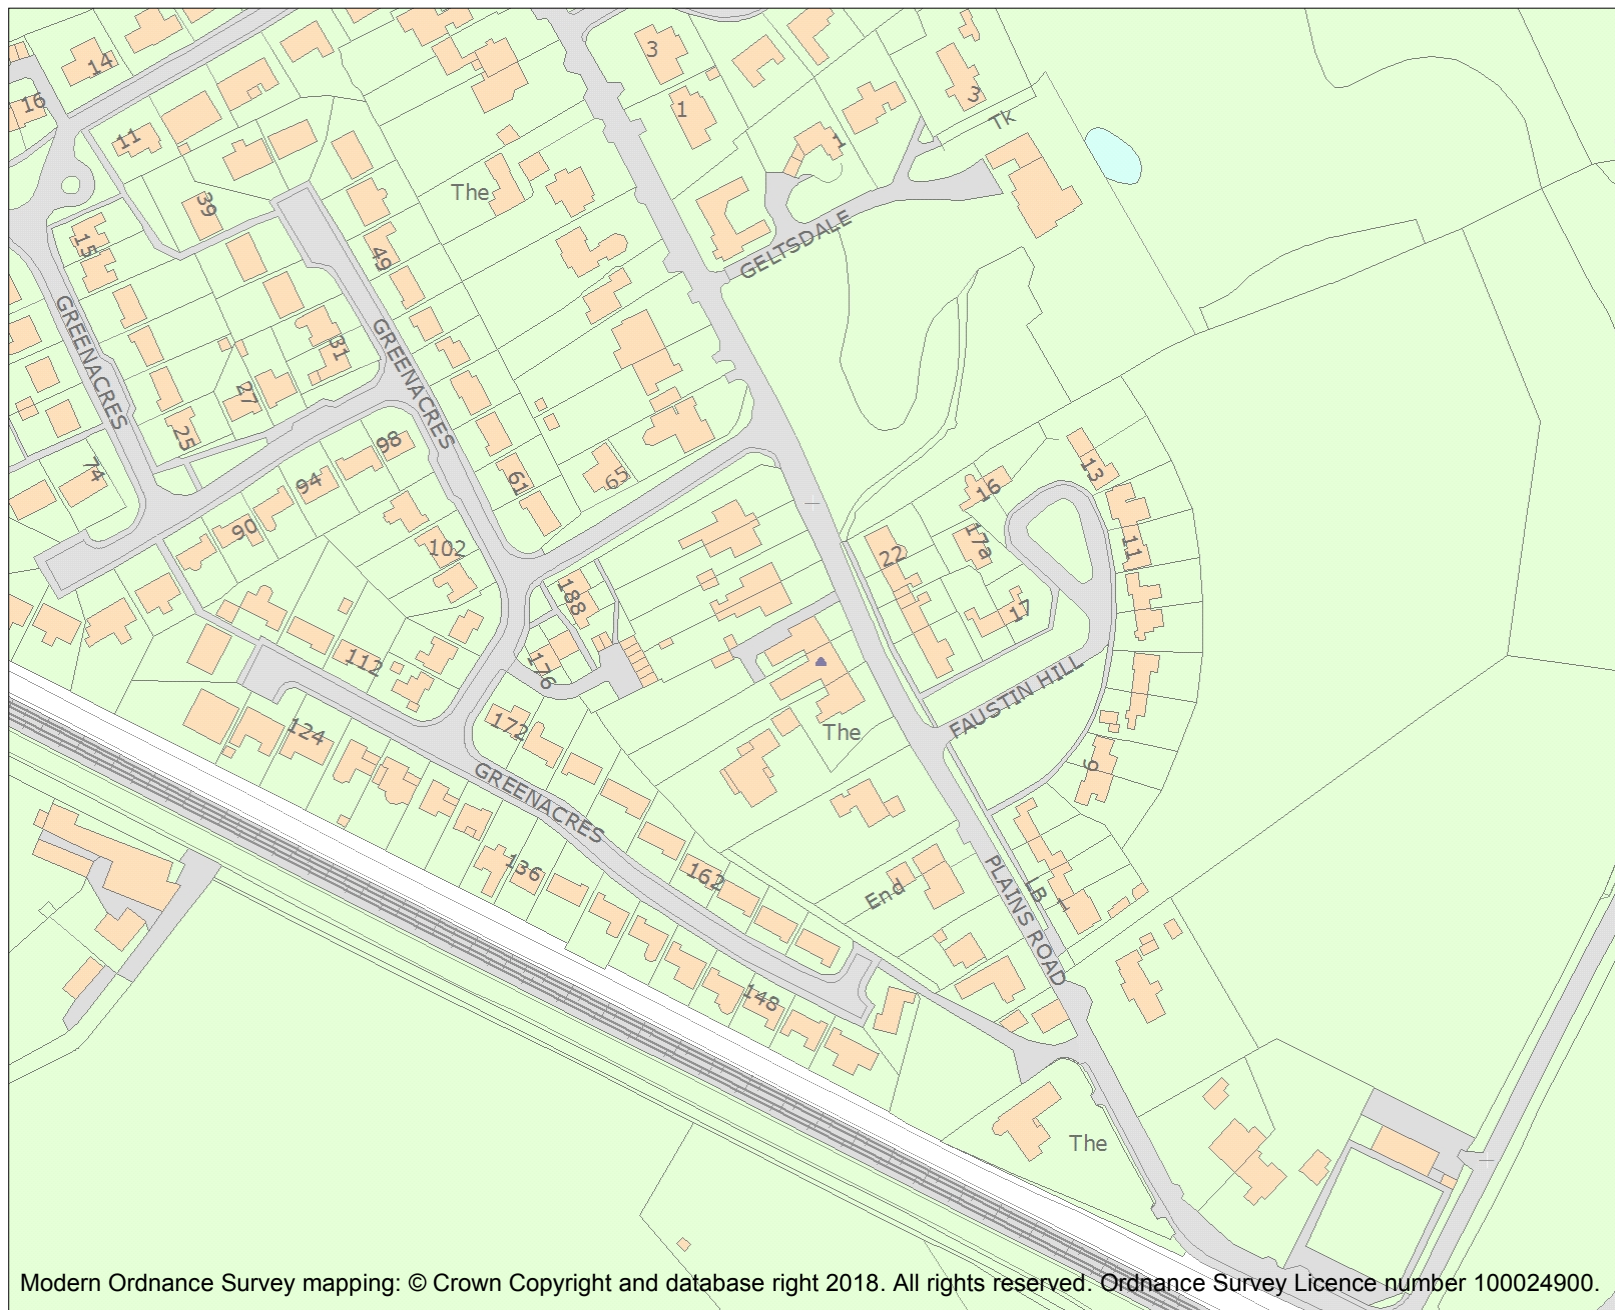 3
14
16
1
3
Tk
11
1
The
39
GELTSDALE
15
49
GREENACRES
GREENACRES
31
27
25
98
13
74
61
65
94
16
90
11
17a
102
22
188
17
112
176
FAUSTIN HILL
172
124
The
9
GREENACRES
136
162
End
PLAINS ROAD
LB
1
148
The
Modern Ordnance Survey mapping: © Crown Copyright and database right 2018. All rights reserved. Ordnance Survey Licence number 100024900.